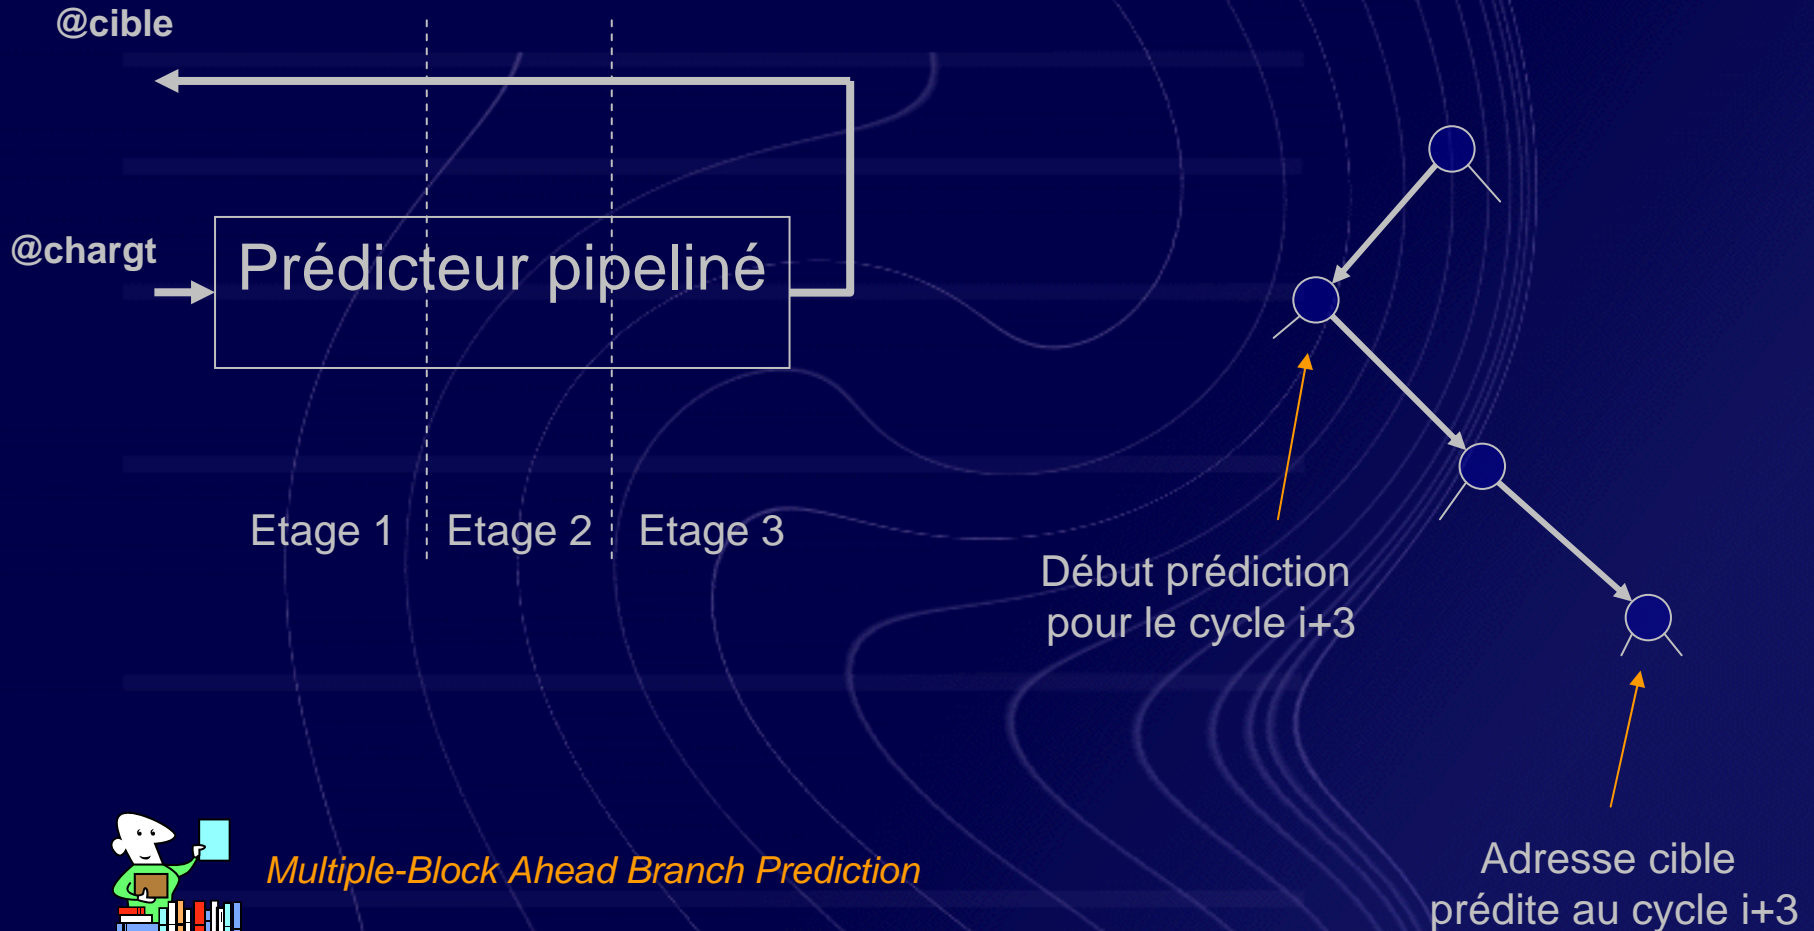 @cible
@chargt
Prédicteur pipeliné
Etage 1
Etage 2
Etage 3
Début prédiction
pour le cycle i+3
Multiple-Block Ahead Branch Prediction
Adresse cible
prédite au cycle i+3